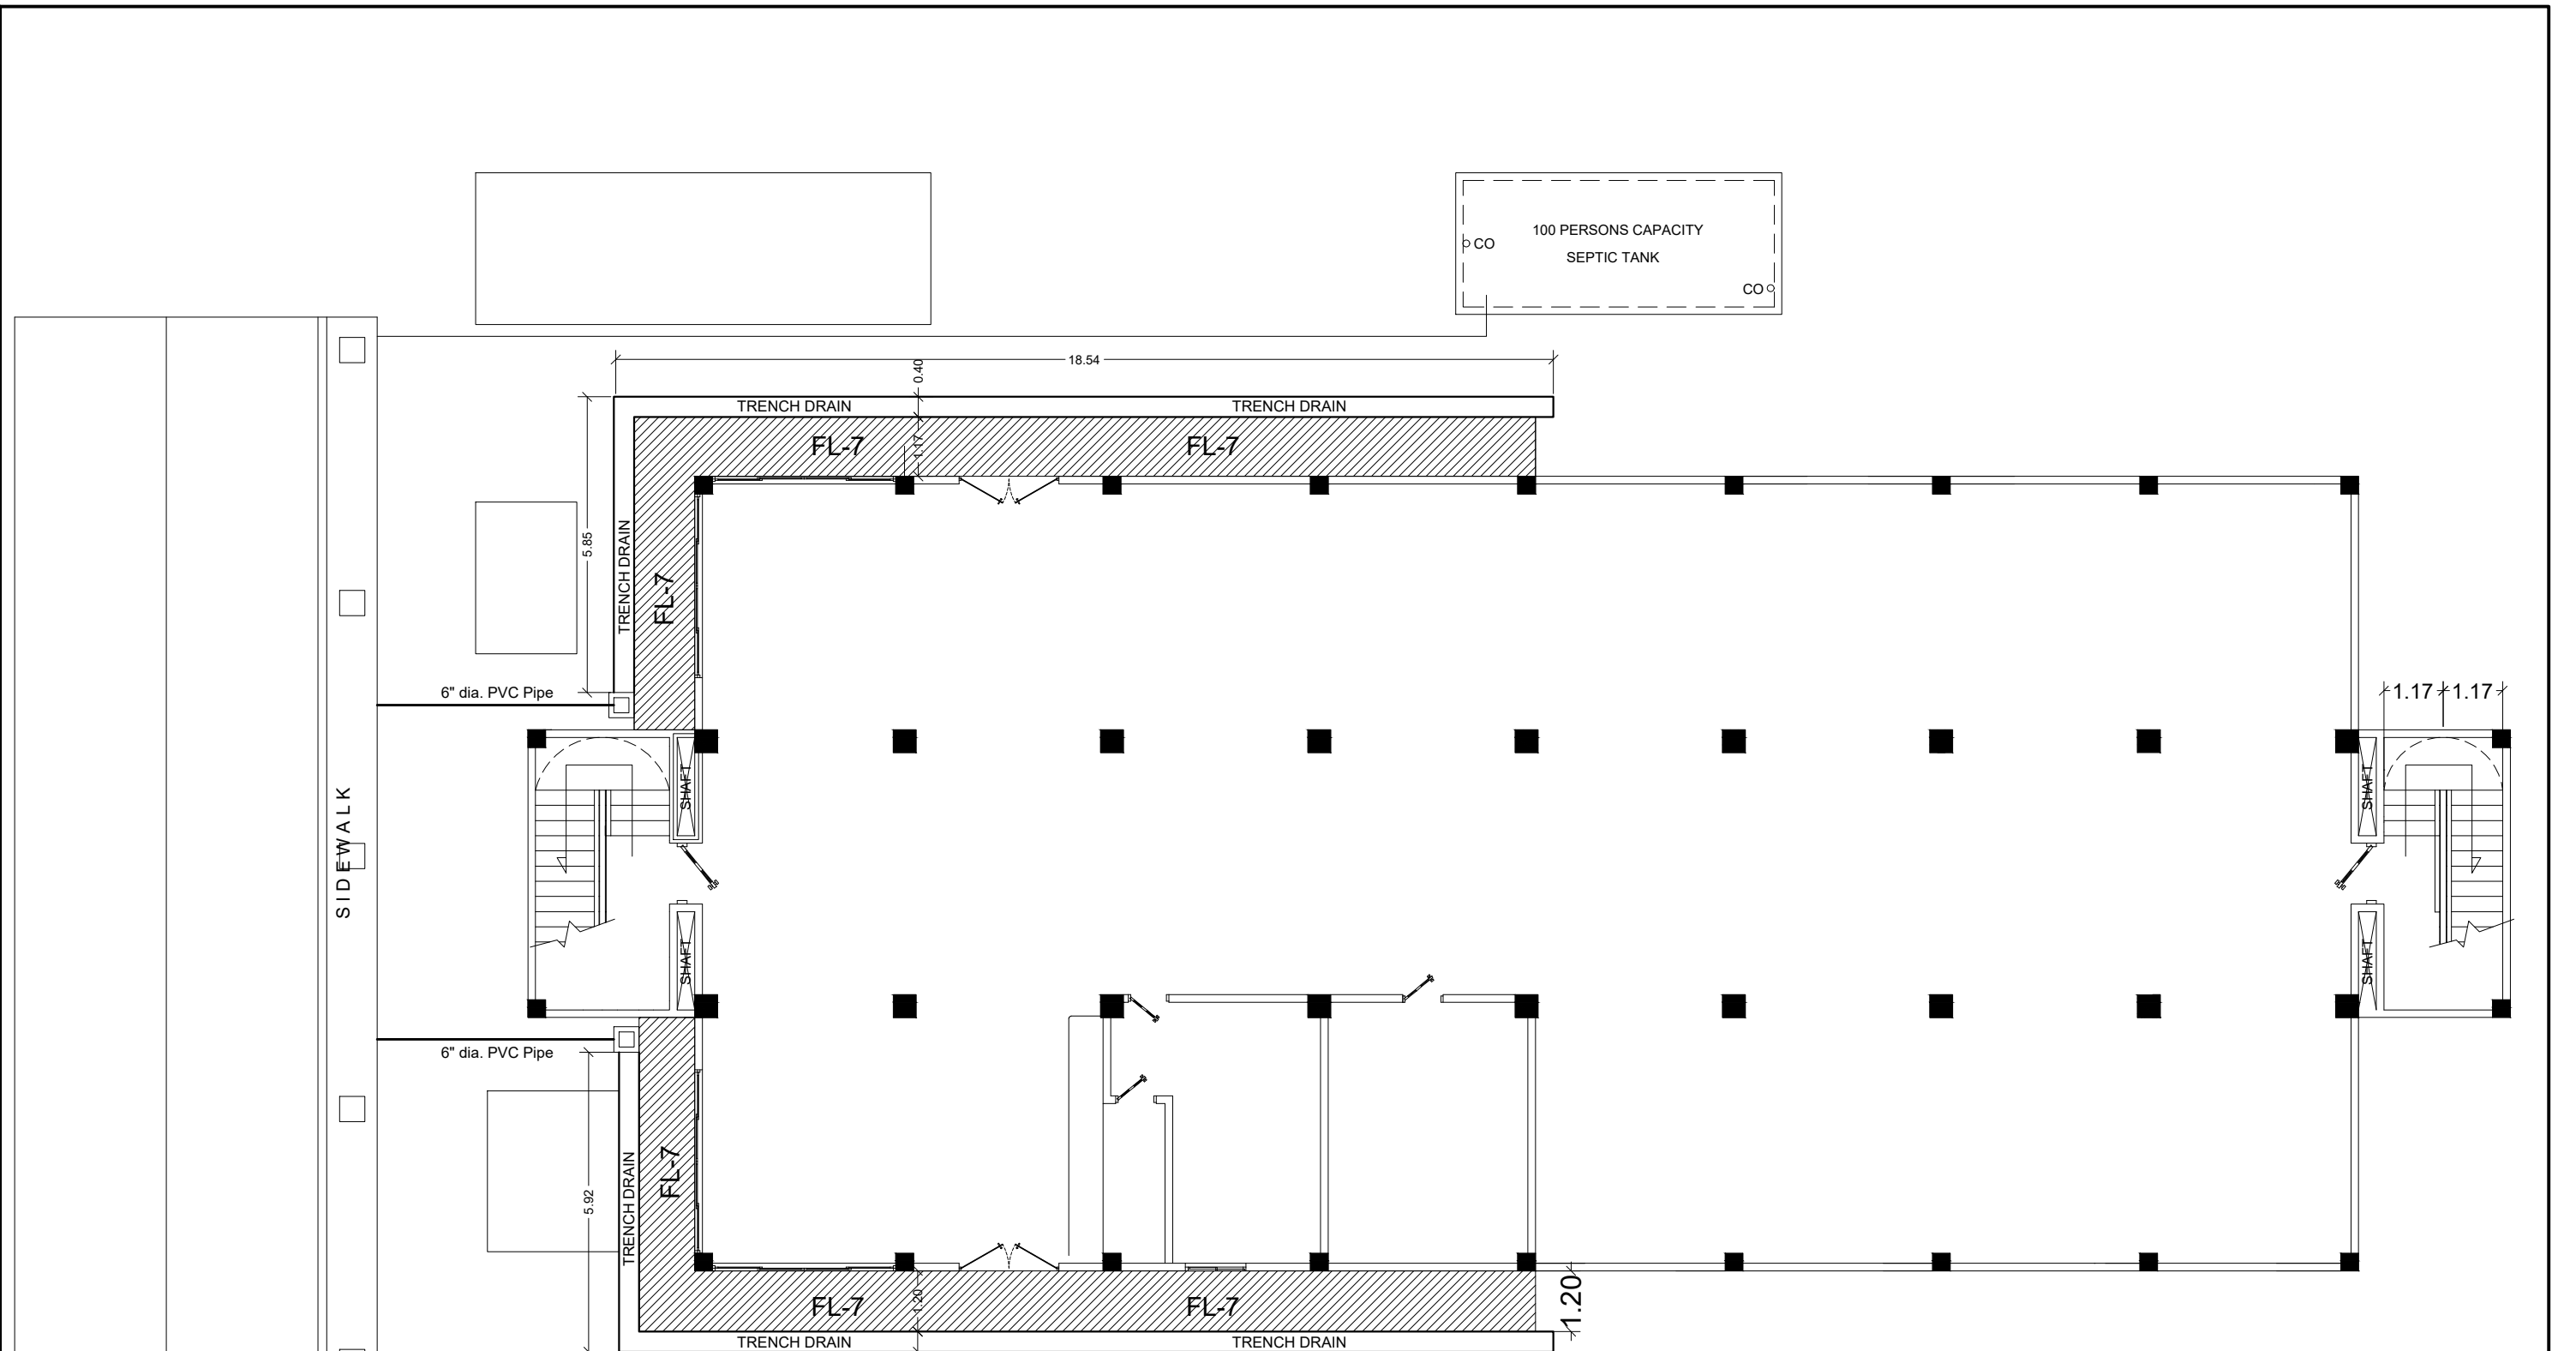 100 PERSONS CAPACITY
SEPTIC TANK
CO
CO
18.54
0.40
TRENCH DRAIN
TRENCH DRAIN
FL-7
1.17
FL-7
5.85
TRENCH DRAIN
FL-7
6" dia. PVC Pipe
1.17
1.17
SHAFT
SHAFT
SIDEWALK
SHAFT
SHAFT
6" dia. PVC Pipe
5.92
TRENCH DRAIN
FL-7
FL-7
1.20
FL-7
1.20
TRENCH DRAIN
TRENCH DRAIN